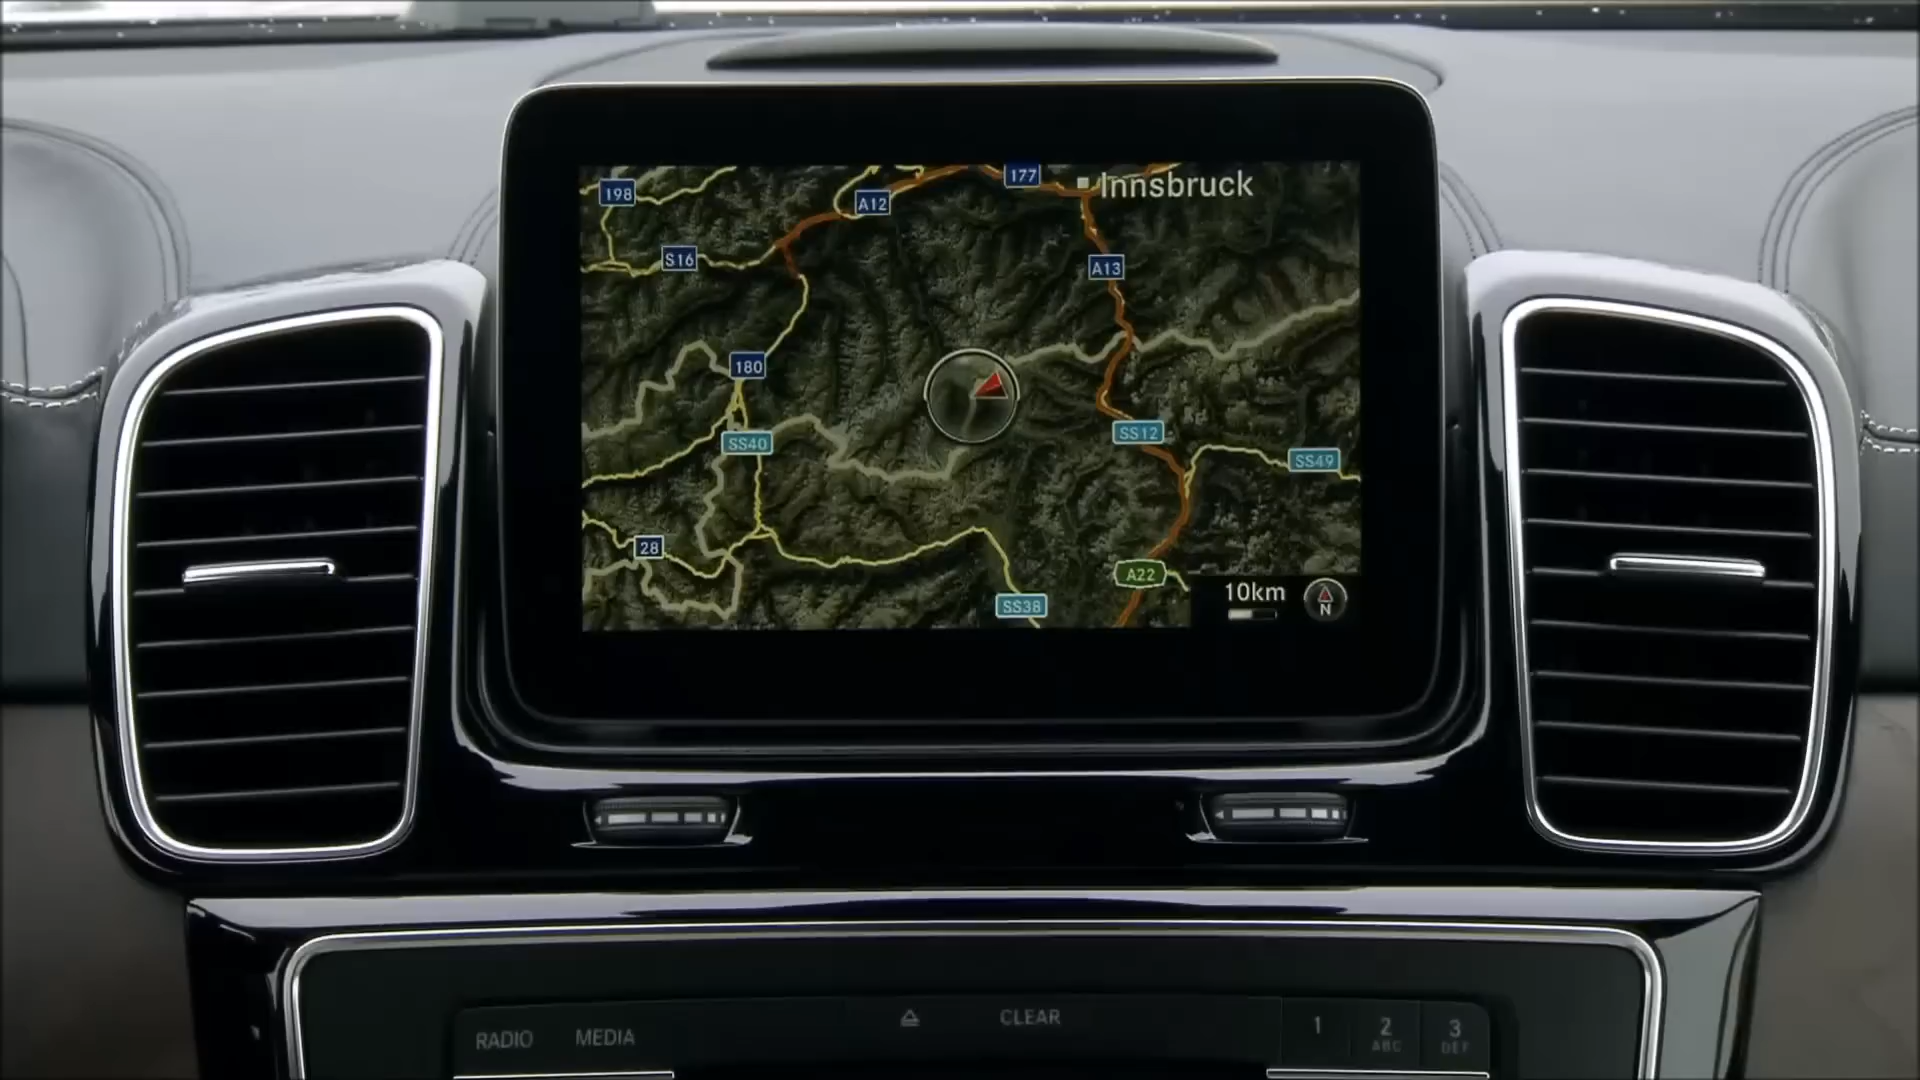 177
Innsbruck
198
A12
S16
A13
180
SS12
SS40
SS49
28
A22
10km
N
SS38
RADIO
MEDIA
CLEAR
1
2
ABC
3
DEF